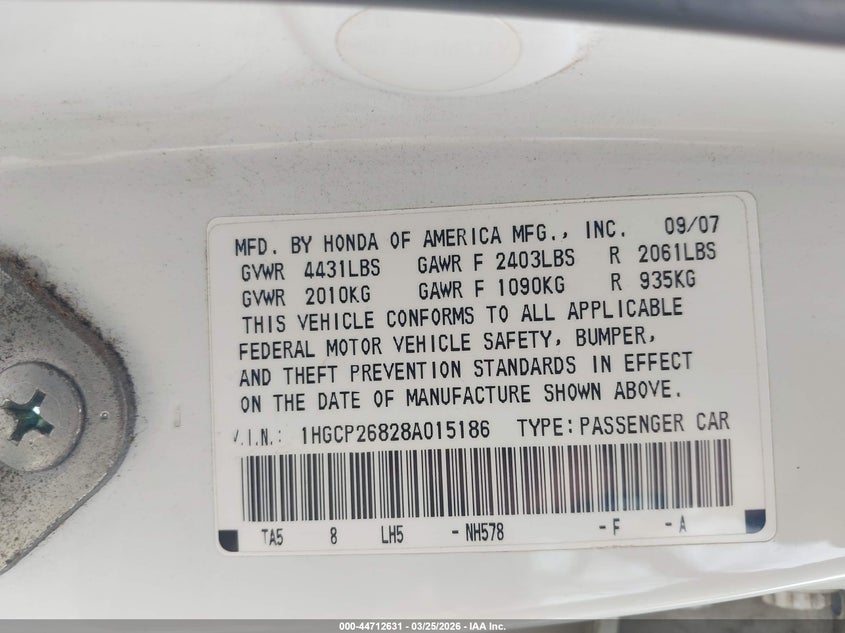 MFD. BY HONDA OF AMERICA MFG., INC. 09/07
GVWR 4431LBS GAWR F 2403LBS R 2061LBS
GVWR 2010KG GAWR F 1090KG R 935KG
THIS VEHICLE CONFORMS TO ALL APPLICABLE
FEDERAL MOTOR VEHICLE SAFETY, BUMPER,
AND THEFT PREVENTION STANDARDS IN EFFECT
ON THE DATE OF MANUFACTURE SHOWN ABOVE.
V.I.N.: 1HGCP26828A015186 TYPE: PASSENGER CAR
TA5 8 LH5 -NH578 -F -A
000-44712631 - 03/25/2026 - IAA Inc.